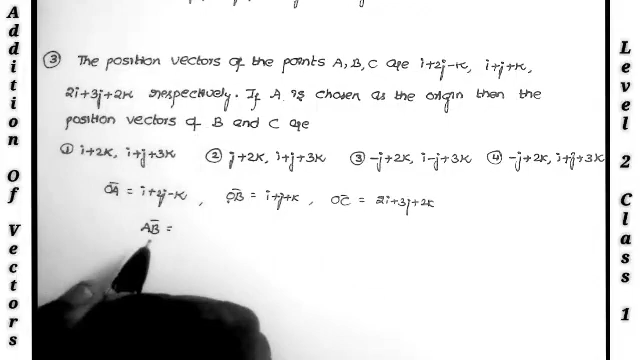 Addition Of Vectors
③ The position vectors of the points A, B, C are i+2j-k, i+j+k,
2i+3j+2k respectively. If A is chosen as the origin then the
position vectors of B and C are
① i+2k, i+j+3k ② j+2k, i+j+3k ③ -j+2k, i-j+3k ④ -j+2k, i+j+3k
OA̅ = i+2j-k, OB̅ = i+j+k, OC̅ = 2i+3j+2k
AB̅ =
Level 2 Class 1